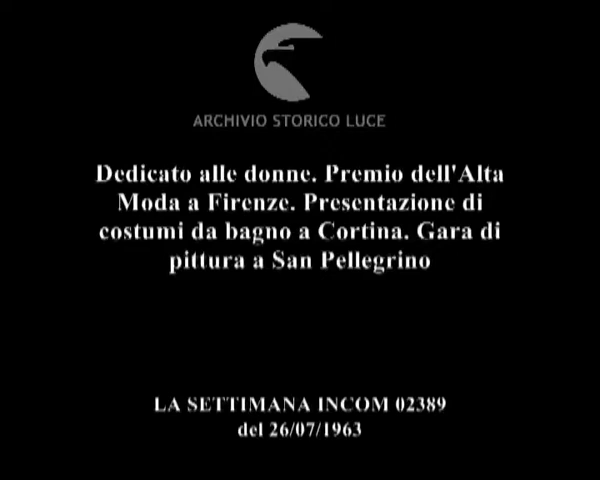 ARCHIVIO STORICO LUCE
Dedicato alle donne. Premio dell'Alta
Moda a Firenze. Presentazione di
costumi da bagno a Cortina. Gara di
pittura a San Pellegrino
LA SETTIMANA INCOM 02389
del 26/07/1963